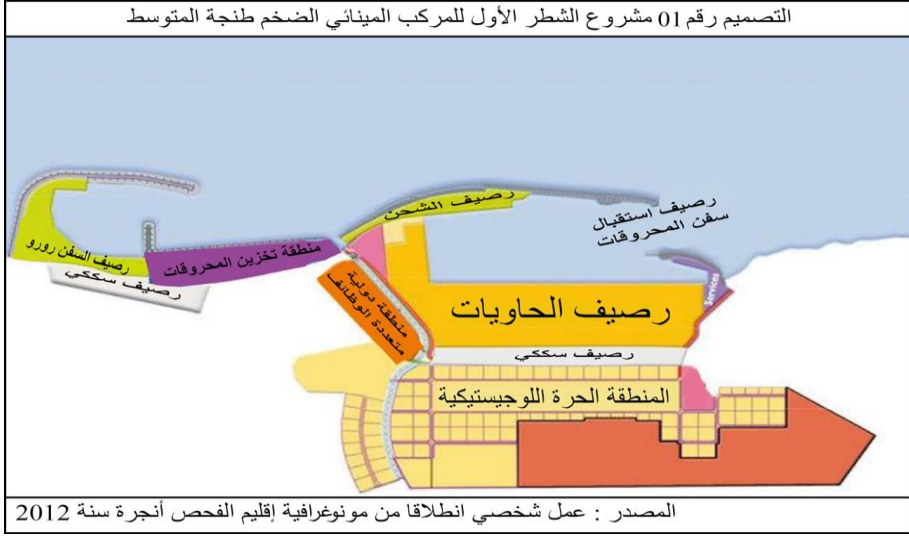 التصميم رقم 01 مشروع الشطر الأول للمركب المينائي الضخم طنجة المتوسط
رصيف الشحن
رصيف استقبال
سفن المحروقات
رصيف السفن رورو
منطقة تخزين المحروقات
رصيف سككي
منطقة دولية
متعددة الوظائف
Services
رصيف الحاويات
رصيف سككي
المنطقة الحرة اللوجيستيكية
المصدر : عمل شخصي انطلاقا من مونوغرافية إقليم الفحص أنجرة سنة 2012